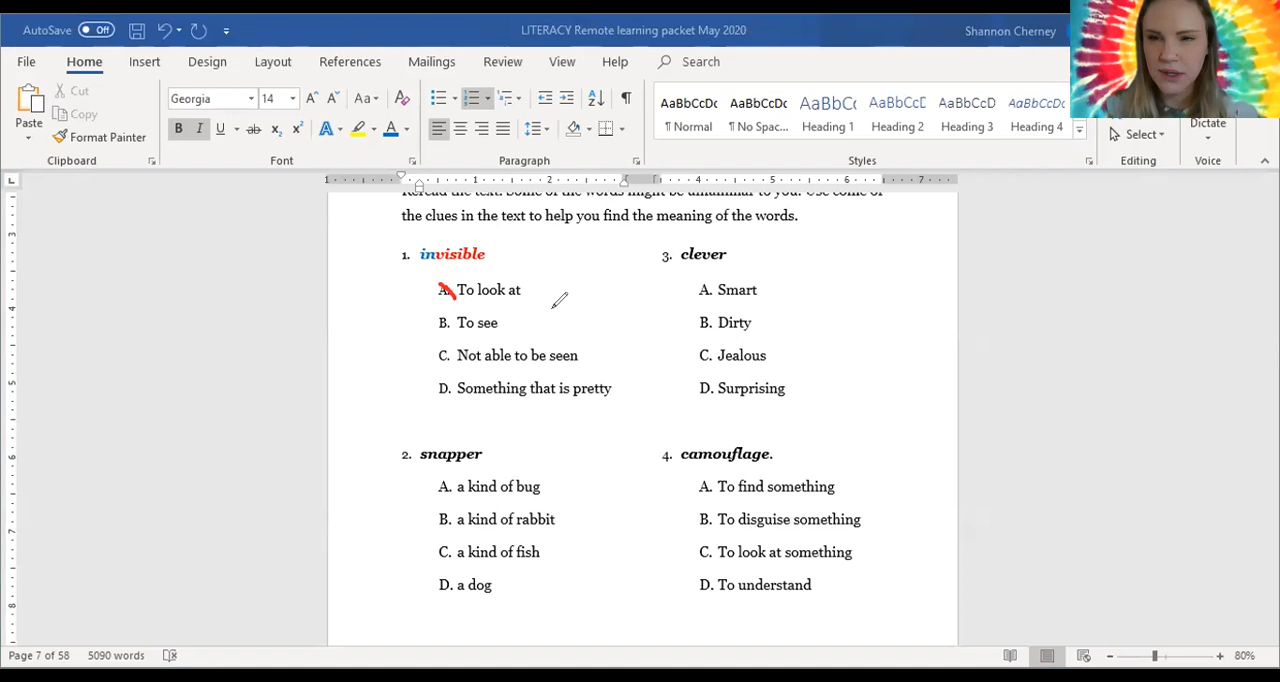 AutoSave Off
LITERACY Remote learning packet May 2020
Shannon Cherney
File Home Insert Design Layout References Mailings Review View Help Search
Paste
Cut
Copy
Format Painter
Clipboard
Georgia 14
Font
Paragraph
AaBbCcDc AaBbCcDc AaBbCc AaBbCcD AaBbCcD AaBbCcD
¶ Normal ¶ No Spac... Heading 1 Heading 2 Heading 3 Heading 4
Styles
Select
Editing
Dictate
Voice
the clues in the text to help you find the meaning of the words.
1. invisible
A. To look at
B. To see
C. Not able to be seen
D. Something that is pretty
2. snapper
A. a kind of bug
B. a kind of rabbit
C. a kind of fish
D. a dog
3. clever
A. Smart
B. Dirty
C. Jealous
D. Surprising
4. camouflage.
A. To find something
B. To disguise something
C. To look at something
D. To understand
Page 7 of 58 5090 words
80%